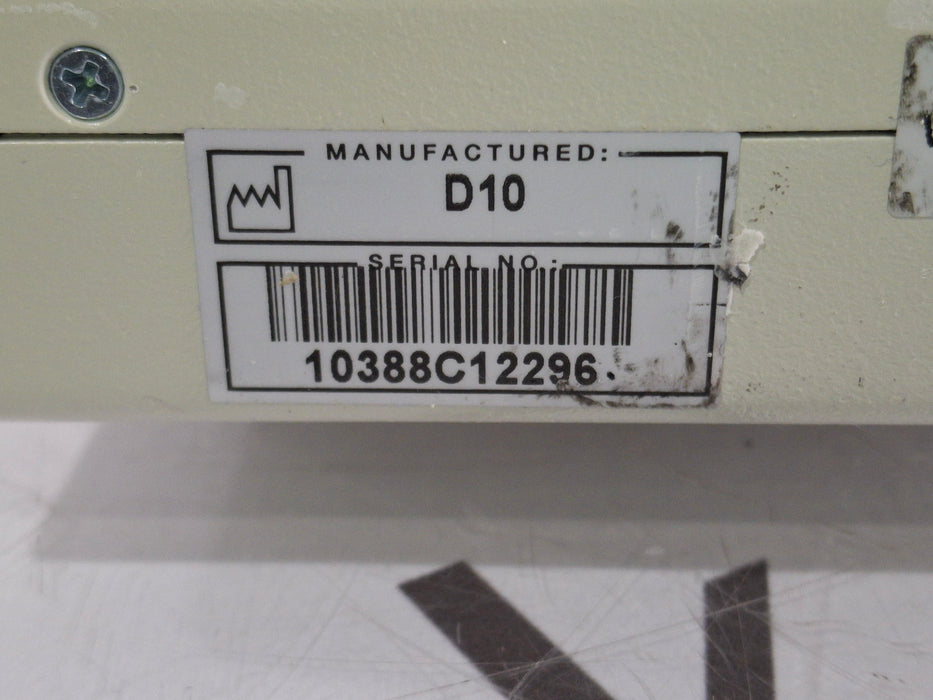 MANUFACTURED:
D10
SERIAL NO.:
10388C12296